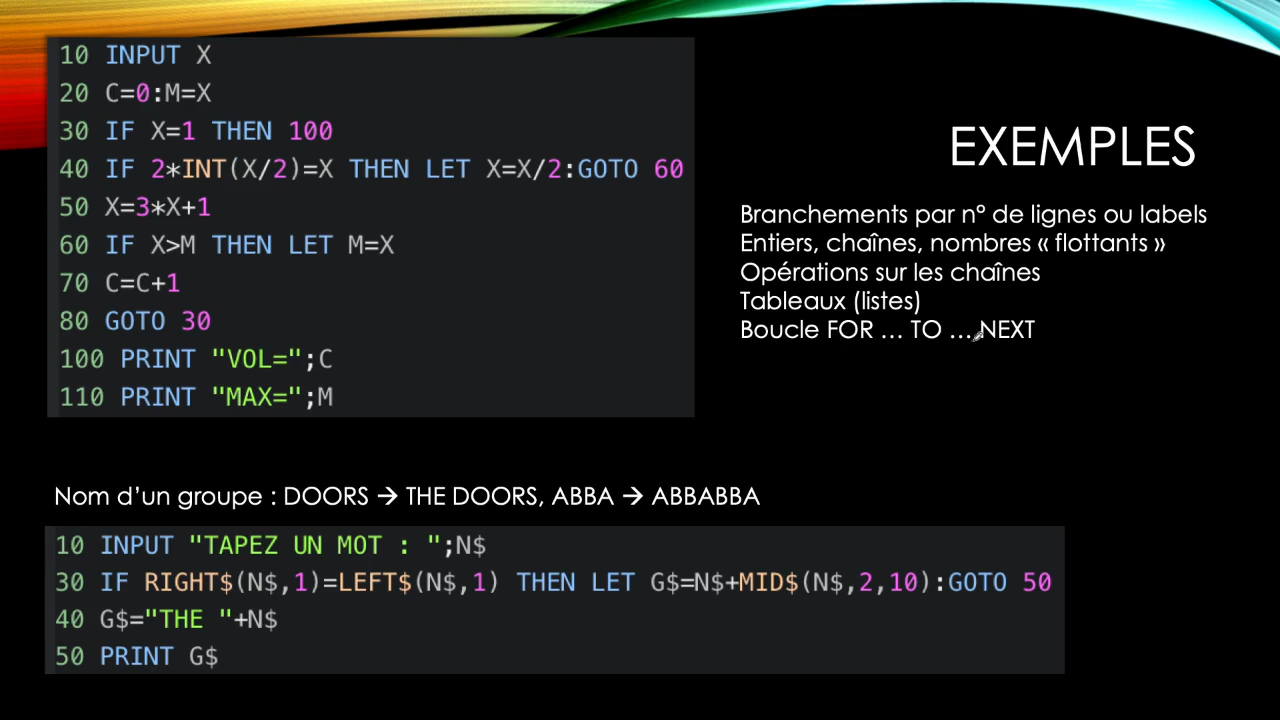 10 INPUT X
20 C=0:M=X
30 IF X=1 THEN 100
40 IF 2*INT(X/2)=X THEN LET X=X/2:GOTO 60
50 X=3*X+1
60 IF X>M THEN LET M=X
70 C=C+1
80 GOTO 30
100 PRINT "VOL=";C
110 PRINT "MAX=";M
EXEMPLES
Branchements par n° de lignes ou labels
Entiers, chaînes, nombres « flottants »
Opérations sur les chaînes
Tableaux (listes)
Boucle FOR … TO … NEXT
Nom d’un groupe : DOORS → THE DOORS, ABBA → ABBABBA
10 INPUT "TAPEZ UN MOT : ";N$
30 IF RIGHT$(N$,1)=LEFT$(N$,1) THEN LET G$=N$+MID$(N$,2,10):GOTO 50
40 G$="THE "+N$
50 PRINT G$